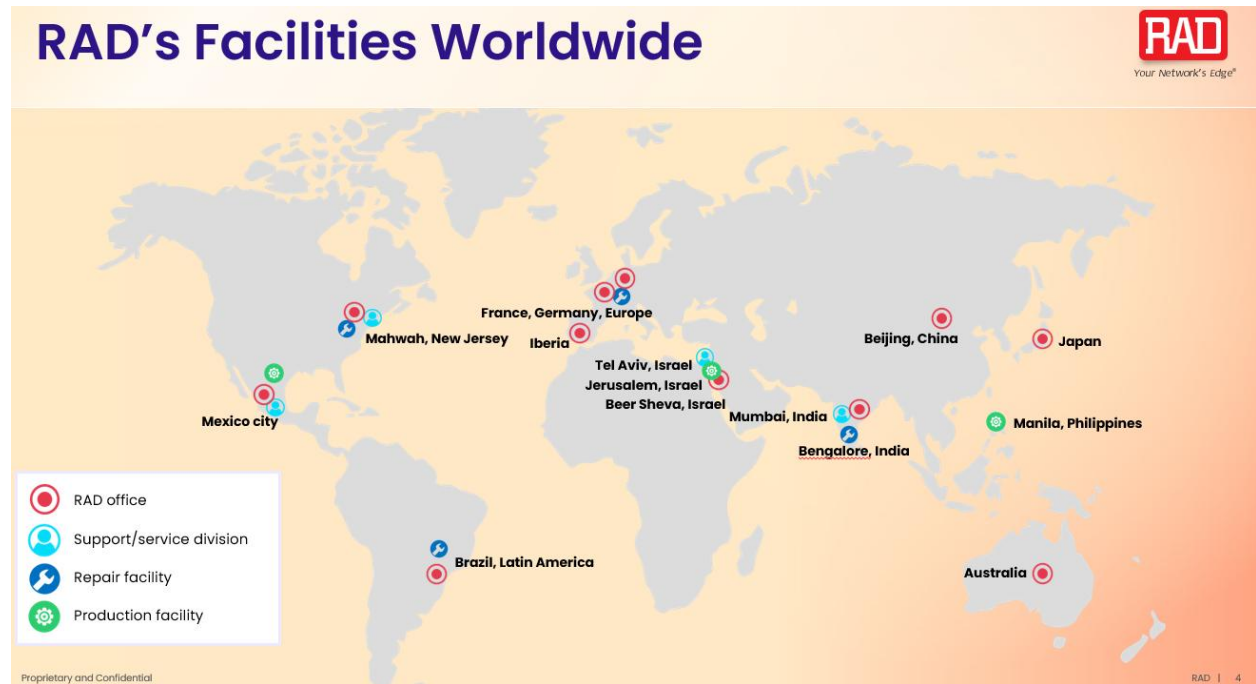 RAD's Facilities Worldwide
RAD
Your Network's Edge®
France, Germany, Europe
Mahwah, New Jersey
Iberia
Beijing, China
Japan
Tel Aviv, Israel
Jerusalem, Israel
Beer Sheva, Israel
Mumbai, India
Mexico city
Manila, Philippines
Bengalore, India
RAD office
Support/service division
Repair facility
Production facility
Brazil, Latin America
Australia
Proprietary and Confidential
RAD | 4